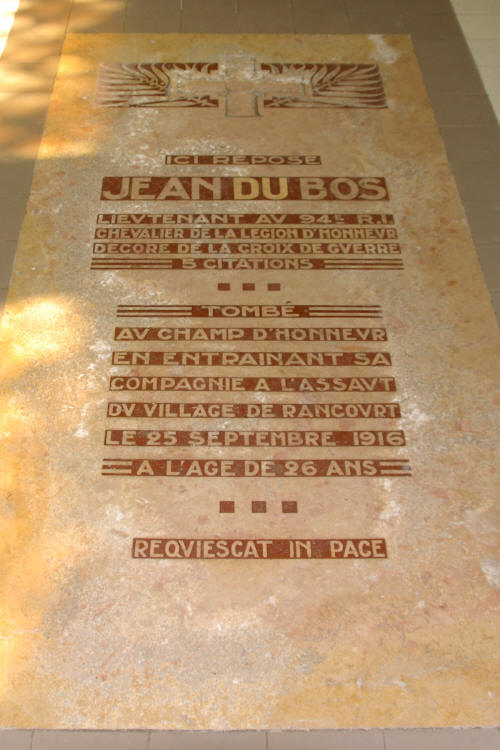 ICI REPOSE
JEAN DU BOS
LIEVTENANT AV 94E R.I.
CHEVALIER DE LA LEGION D'HONNEVR
DECORE DE LA CROIX DE GVERRE
5 CITATIONS
TOMBÉ
AV CHAMP D'HONNEVR
EN ENTRAINANT SA
COMPAGNIE A L'ASSAVT
DV VILLAGE DE RANCOVRT
LE 25 SEPTEMBRE 1916
A L'AGE DE 26 ANS
REQVIESCAT IN PACE